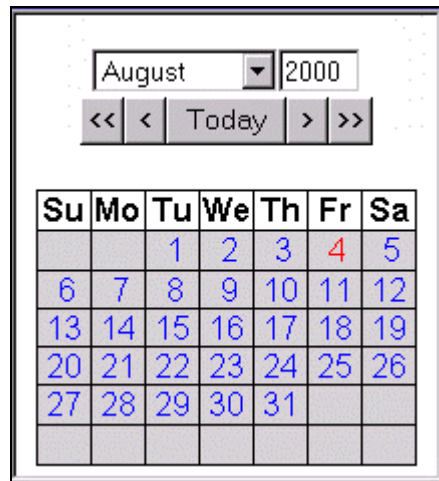 August 2000
<< < Today > >>
Su Mo Tu We Th Fr Sa
1 2 3 4 5
6 7 8 9 10 11 12
13 14 15 16 17 18 19
20 21 22 23 24 25 26
27 28 29 30 31